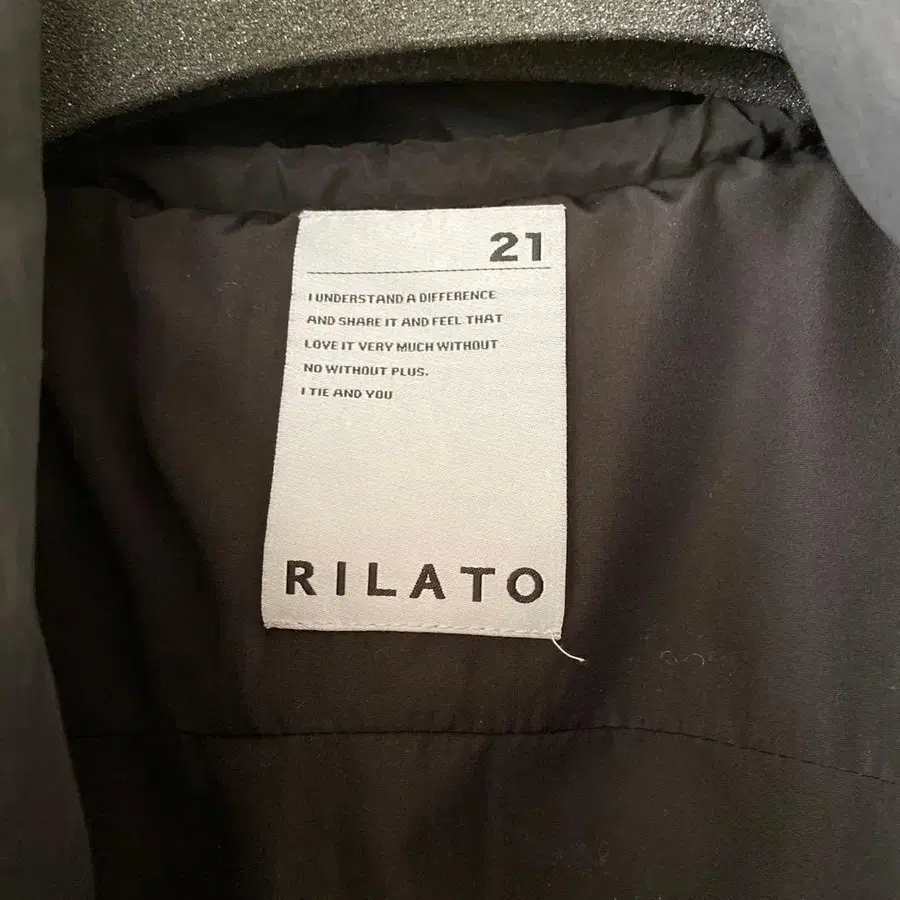 21
I UNDERSTAND A DIFFERENCE
AND SHARE IT AND FEEL THAT
LOVE IT VERY MUCH WITHOUT
NO WITHOUT PLUS.
I TIE AND YOU
RILATO